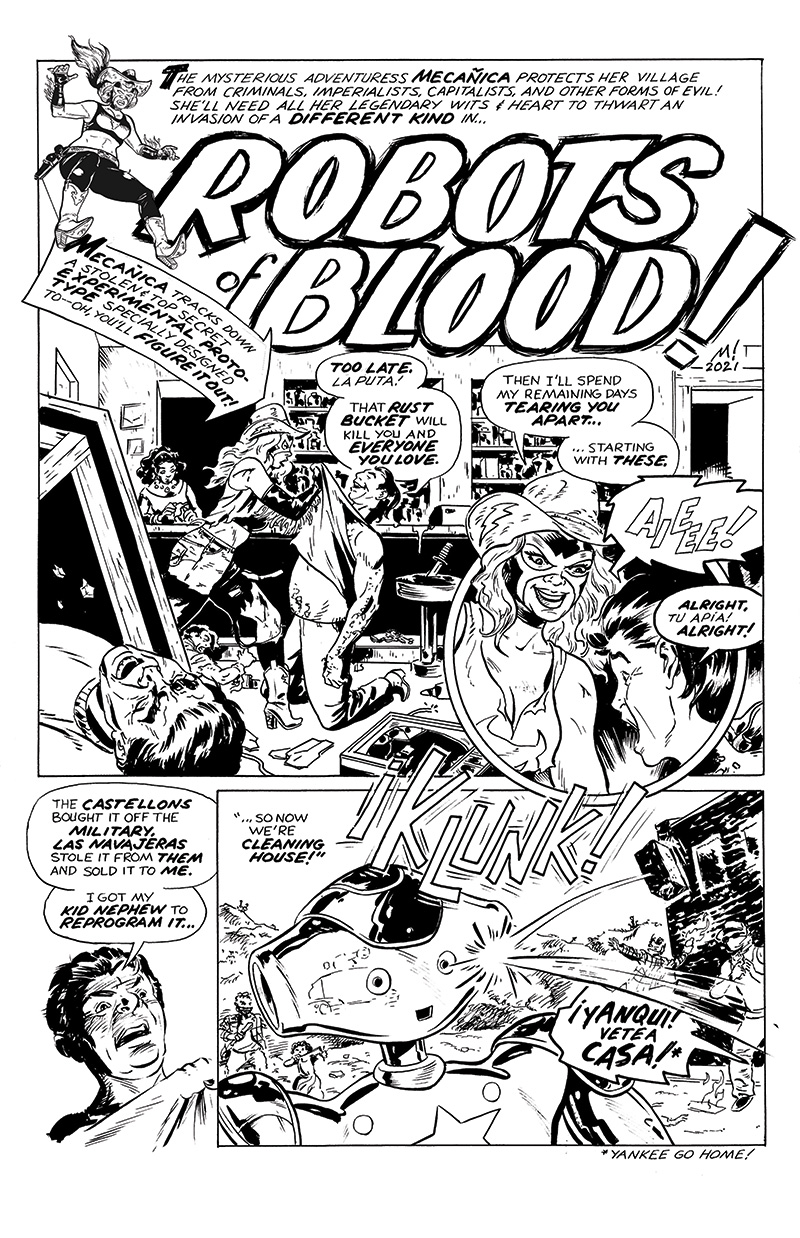 THE MYSTERIOUS ADVENTURESS MECAÑICA PROTECTS HER VILLAGE
FROM CRIMINALS, IMPERIALISTS, CAPITALISTS, AND OTHER FORMS OF EVIL!
SHE'LL NEED ALL HER LEGENDARY WITS & HEART TO THWART AN
INVASION OF A DIFFERENT KIND IN...
ROBOTS
of BLOOD!
M!
2021
MECAÑICA TRACKS DOWN
A STOLEN & TOP SECRET
EXPERIMENTAL PROTO-
TYPE SPECIALLY DESIGNED
TO--OH, YOU'LL FIGURE IT OUT!
TOO LATE.
LA PUTA!
THAT RUST
BUCKET WILL
KILL YOU AND
EVERYONE
YOU LOVE.
THEN I'LL SPEND
MY REMAINING DAYS
TEARING YOU
APART...
...STARTING
WITH THESE.
AIEEEE!
ALRIGHT,
TU APÍA!
ALRIGHT!
THE CASTELLONS
BOUGHT IT OFF THE
MILITARY,
LAS NAVAJERAS
STOLE IT FROM THEM
AND SOLD IT TO ME.
I GOT MY
KID NEPHEW TO
REPROGRAM IT...
"...SO NOW
WE'RE
CLEANING
HOUSE!"
¡KLUNK!
¡YANQUI!
VETE A
CASA!*
*YANKEE GO HOME!